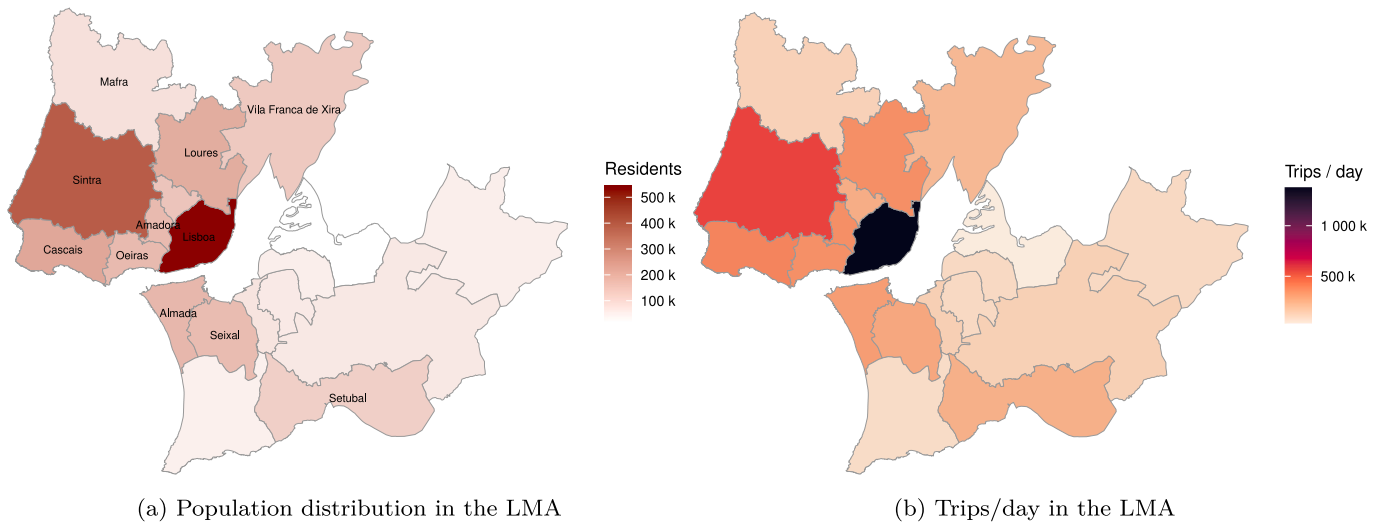 Mafra
Vila Franca de Xira
Loures
Sintra
Amadora
Lisboa
Cascais
Oeiras
Almada
Seixal
Setubal
Residents
500 k
400 k
300 k
200 k
100 k
Trips / day
1 000 k
500 k
(a) Population distribution in the LMA
(b) Trips/day in the LMA